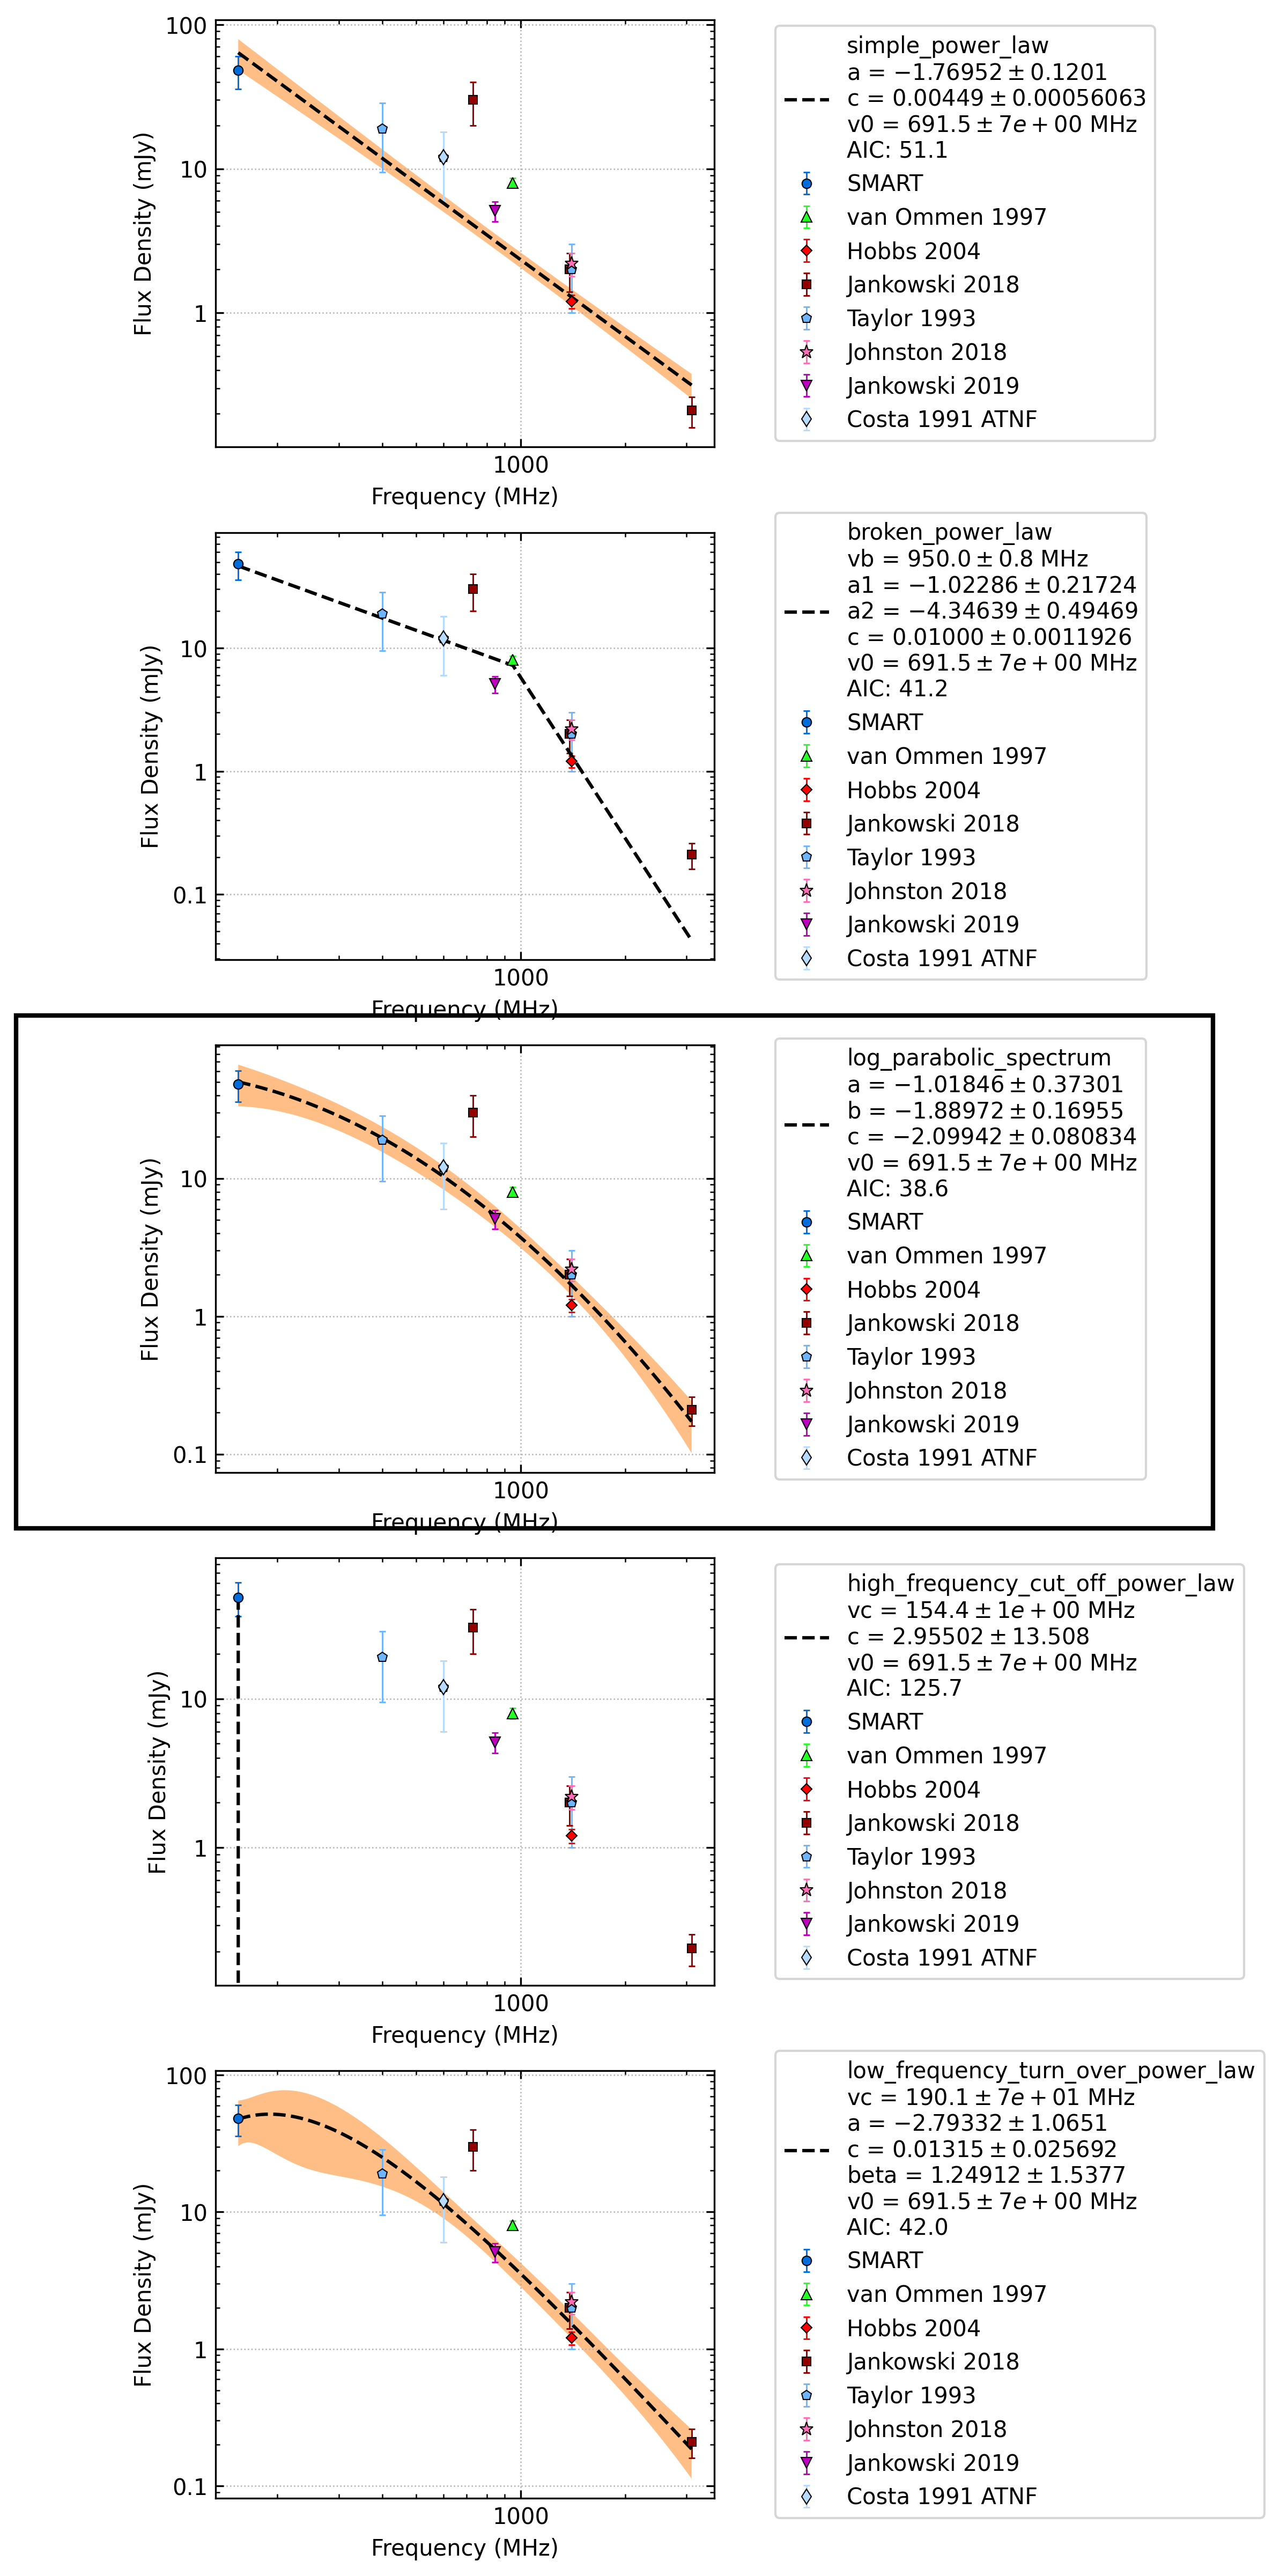 100
10
1
Flux Density (mJy)
1000
Frequency (MHz)
simple_power_law
a = −1.76952 ± 0.1201
c = 0.00449 ± 0.00056063
v0 = 691.5 ± 7e + 00 MHz
AIC: 51.1
SMART
van Ommen 1997
Hobbs 2004
Jankowski 2018
Taylor 1993
Johnston 2018
Jankowski 2019
Costa 1991 ATNF
10
1
0.1
Flux Density (mJy)
1000
Frequency (MHz)
broken_power_law
vb = 950.0 ± 0.8 MHz
a1 = −1.02286 ± 0.21724
a2 = −4.34639 ± 0.49469
c = 0.01000 ± 0.0011926
v0 = 691.5 ± 7e + 00 MHz
AIC: 41.2
SMART
van Ommen 1997
Hobbs 2004
Jankowski 2018
Taylor 1993
Johnston 2018
Jankowski 2019
Costa 1991 ATNF
10
1
0.1
Flux Density (mJy)
1000
Frequency (MHz)
log_parabolic_spectrum
a = −1.01846 ± 0.37301
b = −1.88972 ± 0.16955
c = −2.09942 ± 0.080834
v0 = 691.5 ± 7e + 00 MHz
AIC: 38.6
SMART
van Ommen 1997
Hobbs 2004
Jankowski 2018
Taylor 1993
Johnston 2018
Jankowski 2019
Costa 1991 ATNF
10
1
Flux Density (mJy)
1000
Frequency (MHz)
high_frequency_cut_off_power_law
vc = 154.4 ± 1e + 00 MHz
c = 2.95502 ± 13.508
v0 = 691.5 ± 7e + 00 MHz
AIC: 125.7
SMART
van Ommen 1997
Hobbs 2004
Jankowski 2018
Taylor 1993
Johnston 2018
Jankowski 2019
Costa 1991 ATNF
100
10
1
0.1
Flux Density (mJy)
1000
Frequency (MHz)
low_frequency_turn_over_power_law
vc = 190.1 ± 7e + 01 MHz
a = −2.79332 ± 1.0651
c = 0.01315 ± 0.025692
beta = 1.24912 ± 1.5377
v0 = 691.5 ± 7e + 00 MHz
AIC: 42.0
SMART
van Ommen 1997
Hobbs 2004
Jankowski 2018
Taylor 1993
Johnston 2018
Jankowski 2019
Costa 1991 ATNF